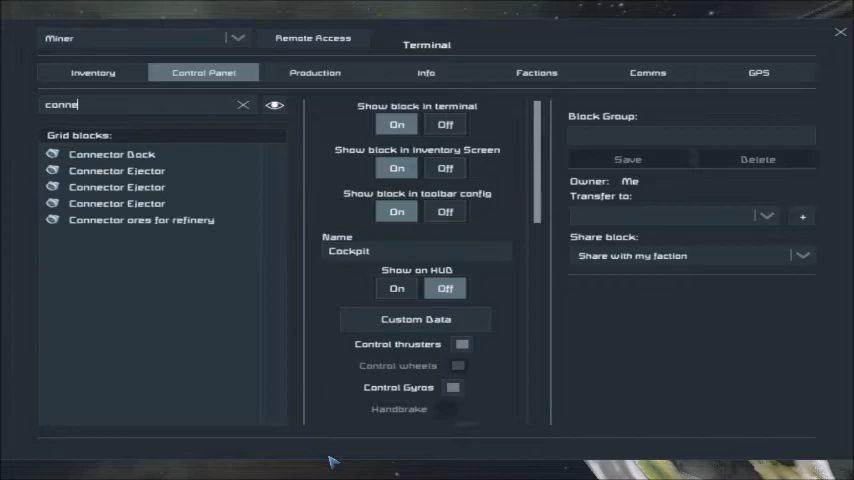 Miner
Remote Access
Terminal
Inventory
Control Panel
Production
Info
Factions
Comms
GPS
conne
Grid blocks:
Connector Dock
Connector Ejector
Connector Ejector
Connector Ejector
Connector ores for refinery
Show block in terminal
On Off
Show block in Inventory Screen
On Off
Show block in toolbar config
On Off
Name
Cockpit
Show on HUD
On Off
Custom Data
Control thrusters
Control wheels
Control Gyros
Handbrake
Block Group:
Save Delete
Owner: Me
Transfer to:
+
Share block:
Share with my faction